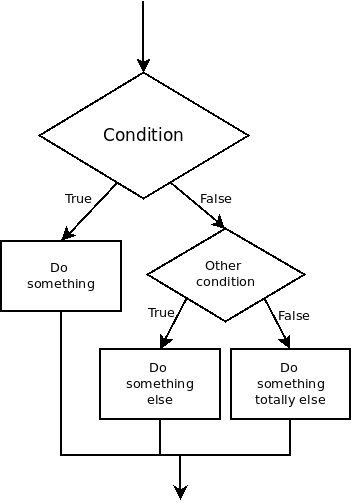 Condition
True
False
Do
something
Other
condition
True
False
Do
something
else
Do
something
totally else